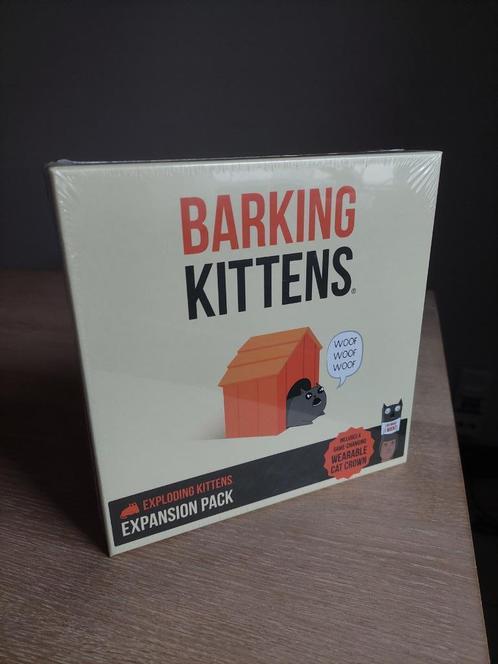 BARKING
KITTENS®
WOOF
WOOF
WOOF
INCLUDES A
GAME-CHANGING
WEARABLE
CAT CROWN
EXPLODING KITTENS
EXPANSION PACK